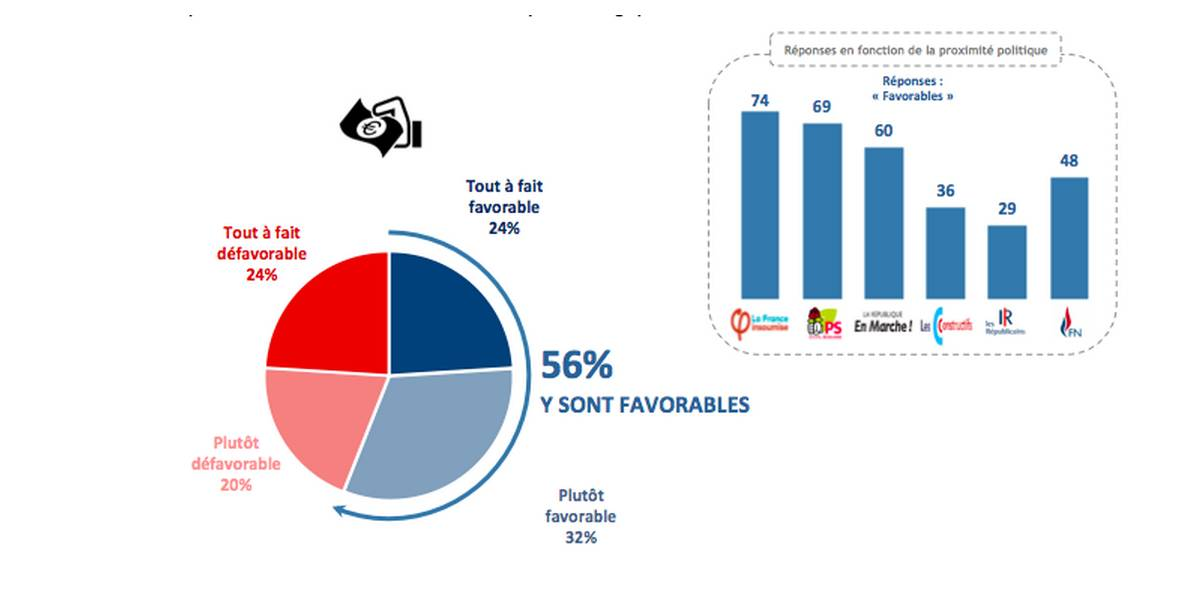 Réponses en fonction de la proximité politique
Réponses :
« Favorables »
74
69
60
36
29
48
La France
insoumise
PS
LA RÉPUBLIQUE
En Marche !
Les Constructifs
les
Républicains
FN
Tout à fait
favorable
24%
Tout à fait
défavorable
24%
€
56%
Y SONT FAVORABLES
Plutôt
défavorable
20%
Plutôt
favorable
32%